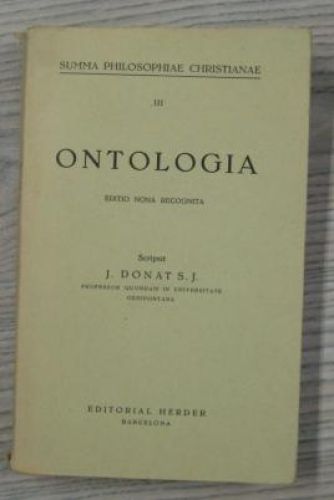 SUMMA PHILOSOPHIAE CHRISTIANAE
III
ONTOLOGIA
EDITIO NONA RECOGNITA
Scripsit
J. DONAT S. J.
PROFESSOR QUONDAM IN UNIVERSITATE
OENIPONTANA
EDITORIAL HERDER
BARCELONA